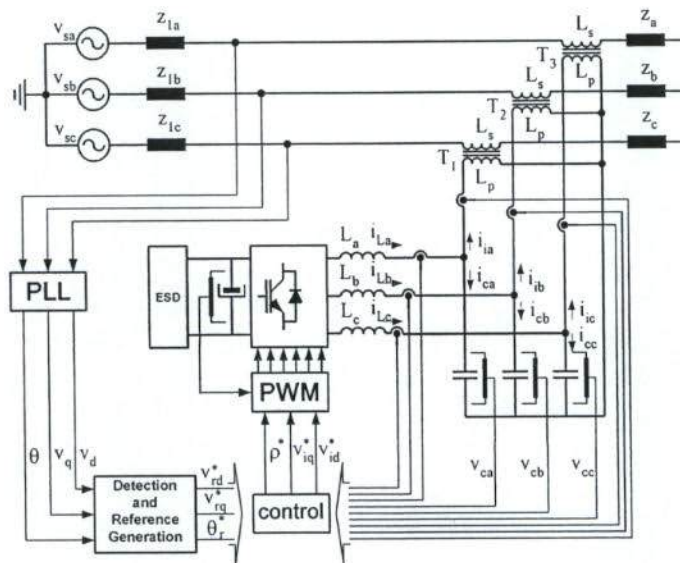 v_sa z_1a L_s z_a
T_3 L_p
v_sb z_1b L_s z_b
T_2 L_p
v_sc z_1c L_s z_c
T_1 L_p
L_a i_La i_ia
i_ca
PLL ESD L_b i_Lb i_ib
i_cb
L_c i_Lc i_ic
i_cc
PWM
θ v_q v_d ρ* v*_iq v*_id v_ca v_cb v_cc
Detection and Reference Generation
v*_rd
v*_rq
θ*_r
control